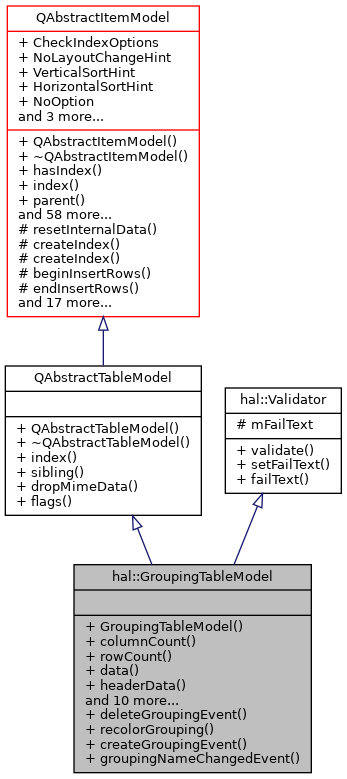 QAbstractItemModel
+ CheckIndexOptions
+ NoLayoutChangeHint
+ VerticalSortHint
+ HorizontalSortHint
+ NoOption
and 3 more...
+ QAbstractItemModel()
+ ~QAbstractItemModel()
+ hasIndex()
+ index()
+ parent()
and 58 more...
# resetInternalData()
# createIndex()
# createIndex()
# beginInsertRows()
# endInsertRows()
and 17 more...
QAbstractTableModel
+ QAbstractTableModel()
+ ~QAbstractTableModel()
+ index()
+ sibling()
+ dropMimeData()
+ flags()
hal::Validator
# mFailText
+ validate()
+ setFailText()
+ failText()
hal::GroupingTableModel
+ GroupingTableModel()
+ columnCount()
+ rowCount()
+ data()
+ headerData()
and 10 more...
+ deleteGroupingEvent()
+ recolorGrouping()
+ createGroupingEvent()
+ groupingNameChangedEvent()